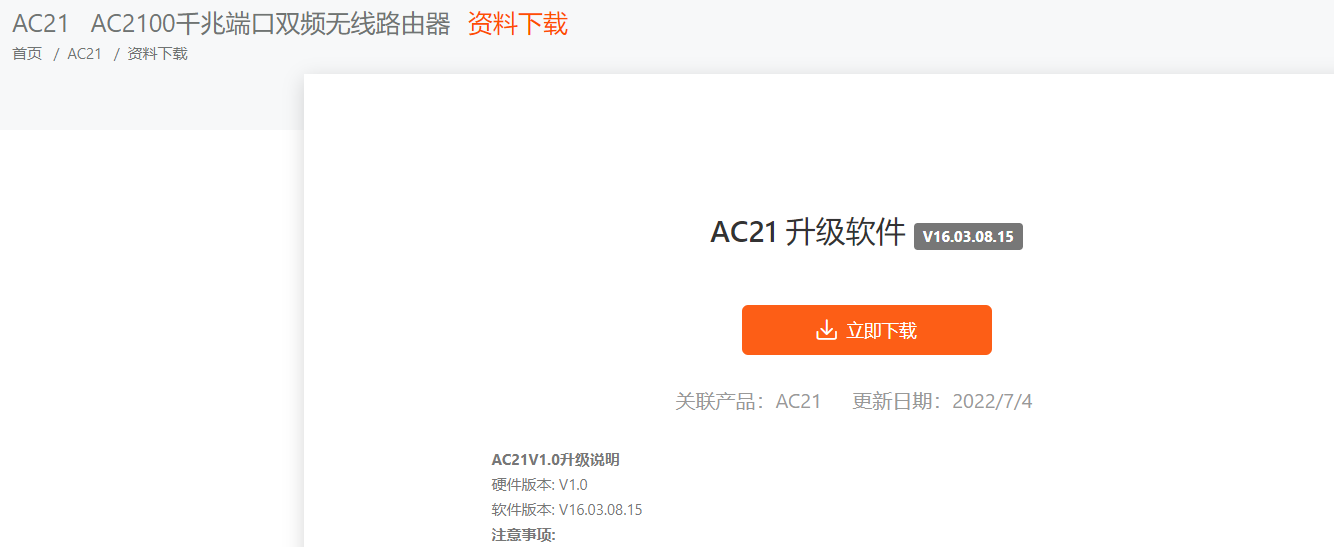 AC21 AC2100千兆端口双频无线路由器 资料下载
首页 / AC21 / 资料下载
AC21 升级软件 V16.03.08.15
立即下载
关联产品：AC21 更新日期：2022/7/4
AC21V1.0升级说明
硬件版本: V1.0
软件版本: V16.03.08.15
注意事项: